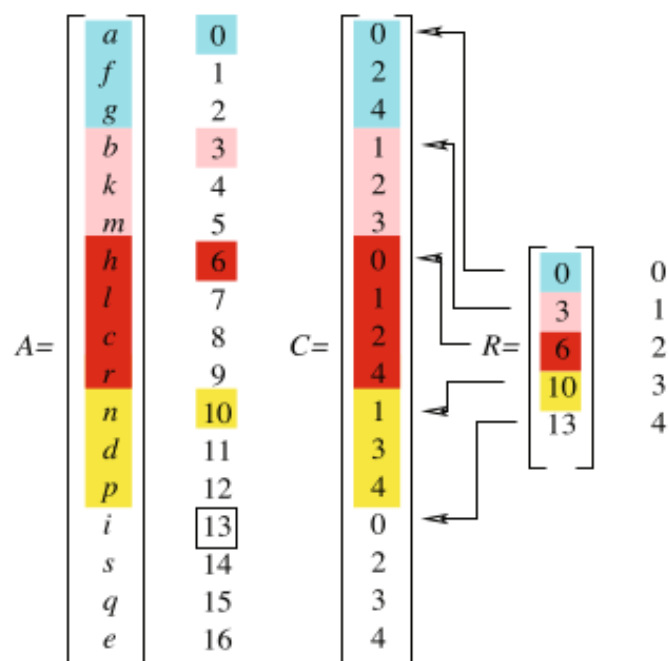 a 0 0
f 1 2
g 2 4
b 3 1
k 4 2
m 5 3
h 6 0 0 0
l 7 1 3 1
A= c 8 C= 2 R= 6 2
r 9 4 10 3
n 10 1 13 4
d 11 3
p 12 4
i 13 0
s 14 2
q 15 3
e 16 4